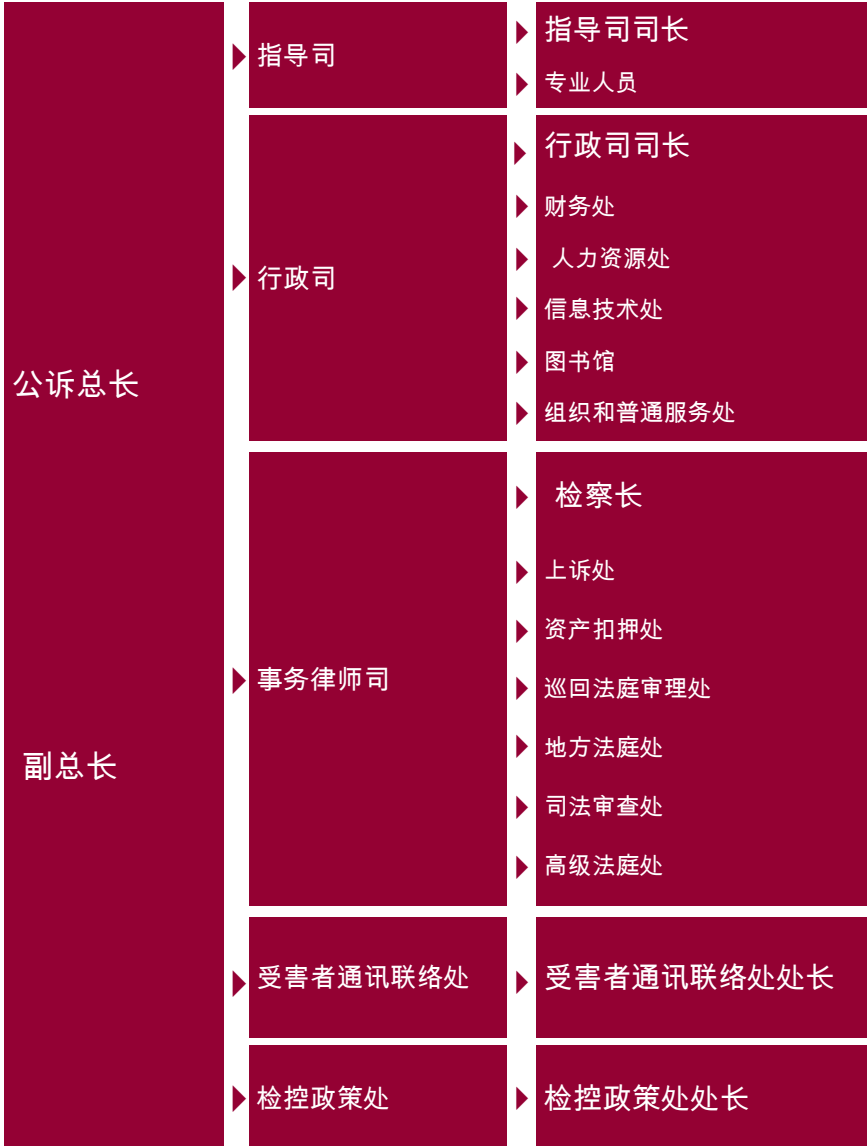 公诉总长
副总长
指导司
指导司司长
专业人员
行政司
行政司司长
财务处
人力资源处
信息技术处
图书馆
组织和普通服务处
事务律师司
检察长
上诉处
资产扣押处
巡回法庭审理处
地方法庭处
司法审查处
高级法庭处
受害者通讯联络处
受害者通讯联络处处长
检控政策处
检控政策处处长